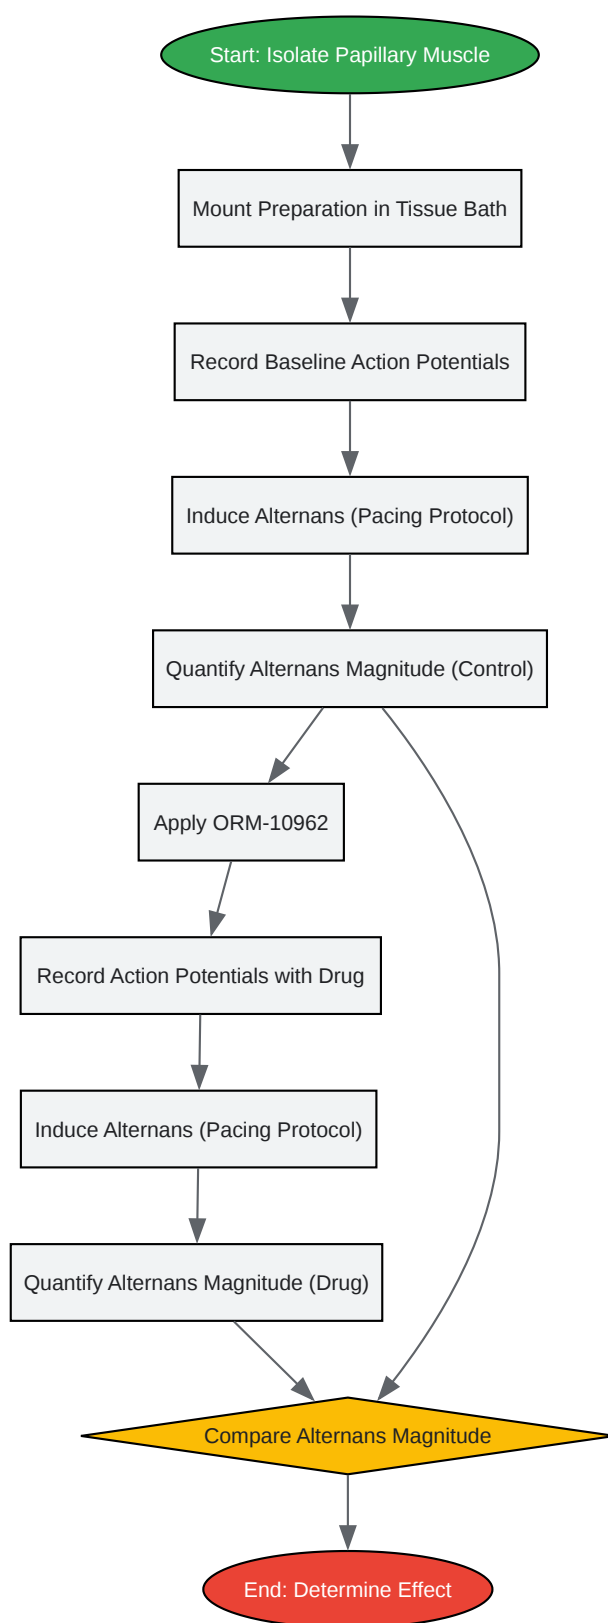 Start: Isolate Papillary Muscle
Mount Preparation in Tissue Bath
Record Baseline Action Potentials
Induce Alternans (Pacing Protocol)
Quantify Alternans Magnitude (Control)
Apply ORM-10962
Record Action Potentials with Drug
Induce Alternans (Pacing Protocol)
Quantify Alternans Magnitude (Drug)
Compare Alternans Magnitude
End: Determine Effect